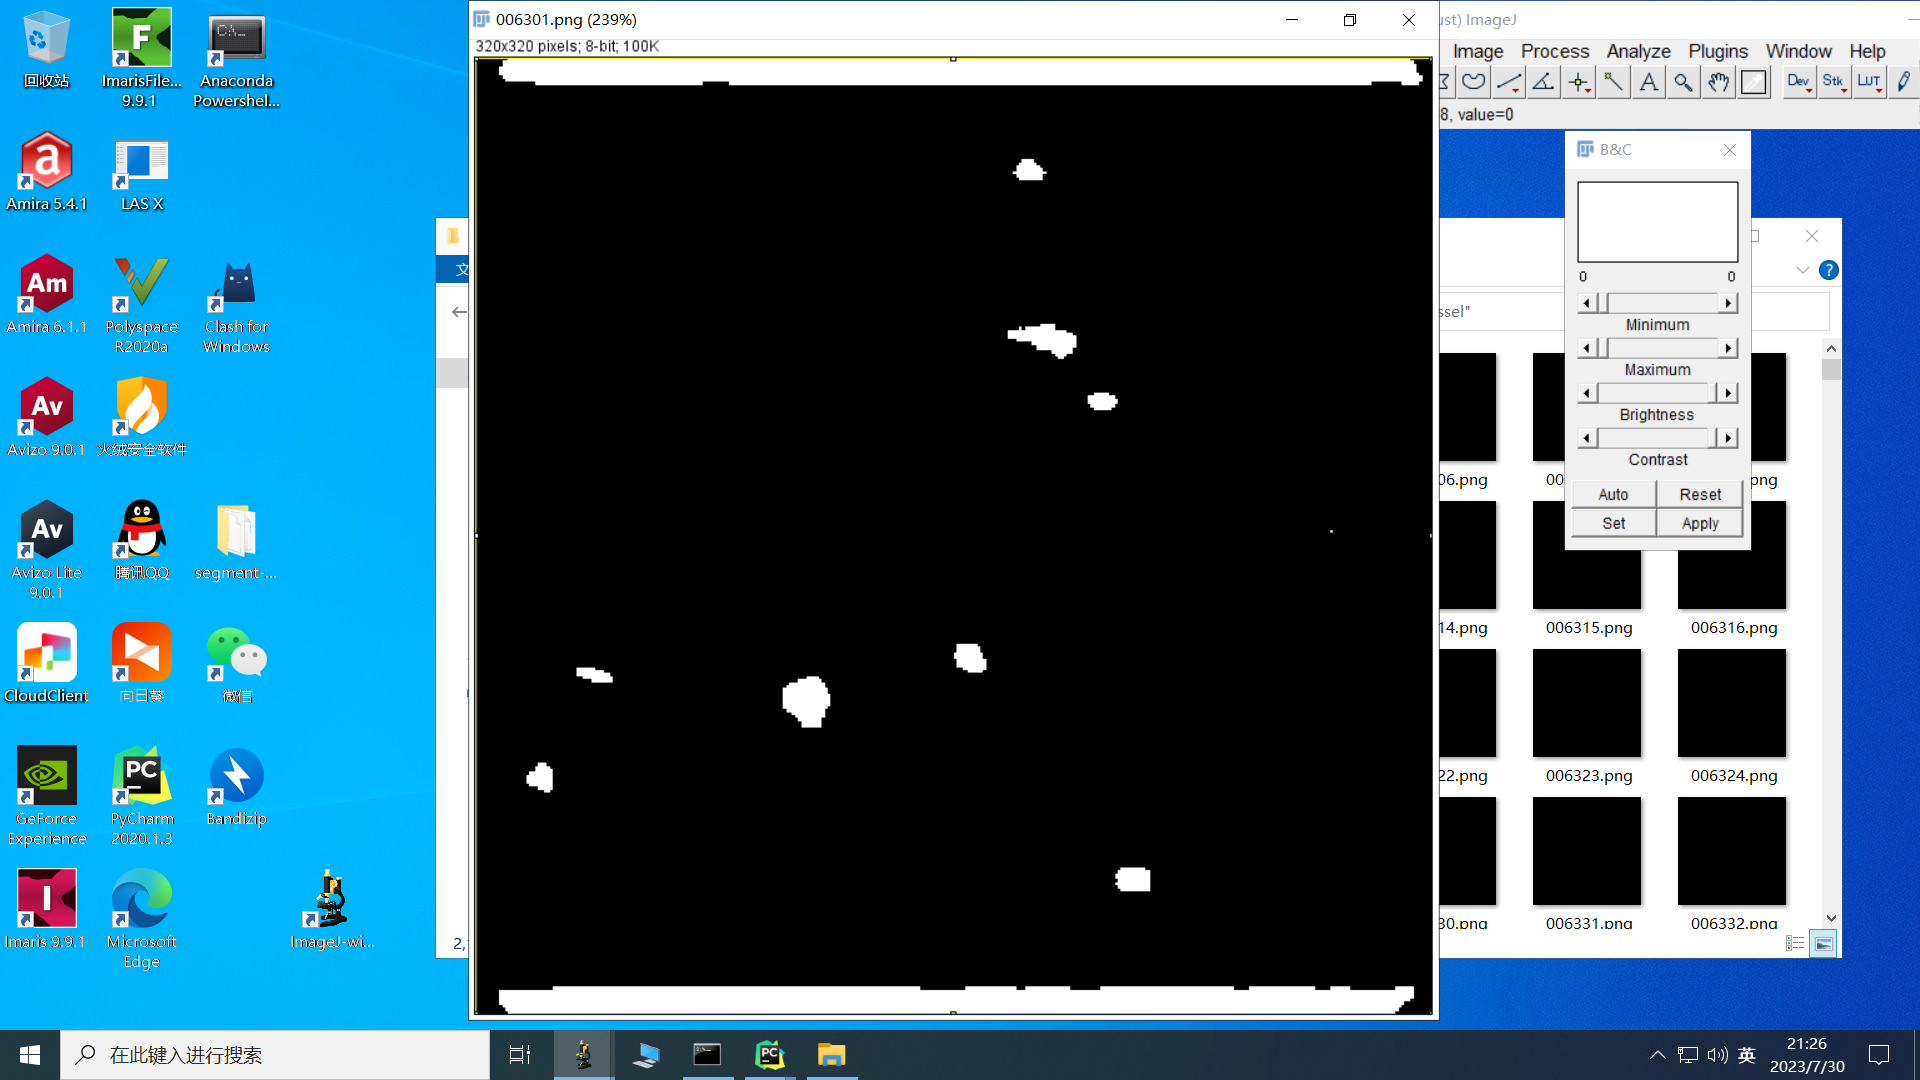 回收站
ImarisFile...
9.9.1
Anaconda
Powershel...
Amira 5.4.1
LAS X
Amira 6.1.1
Polyspace
R2020a
Clash for
Windows
Avizo 9.0.1
火绒安全软件
Avizo Lite
9.0.1
腾讯QQ
segment-...
CloudClient
向日葵
微信
GeForce
Experience
PyCharm
2020.1.3
Bandizip
Imaris 9.9.1
Microsoft
Edge
ImageJ-wi...
006301.png (239%)
320x320 pixels; 8-bit; 100K
ust) ImageJ
Image Process Analyze Plugins Window Help
Dev Stk LUT
8, value=0
B&C
0 0
Minimum
Maximum
Brightness
Contrast
Auto Reset
Set Apply
文
ssel"
06.png 00 png
14.png 006315.png 006316.png
22.png 006323.png 006324.png
30.png 006331.png 006332.png
2,
在此键入进行搜索
英
21:26
2023/7/30